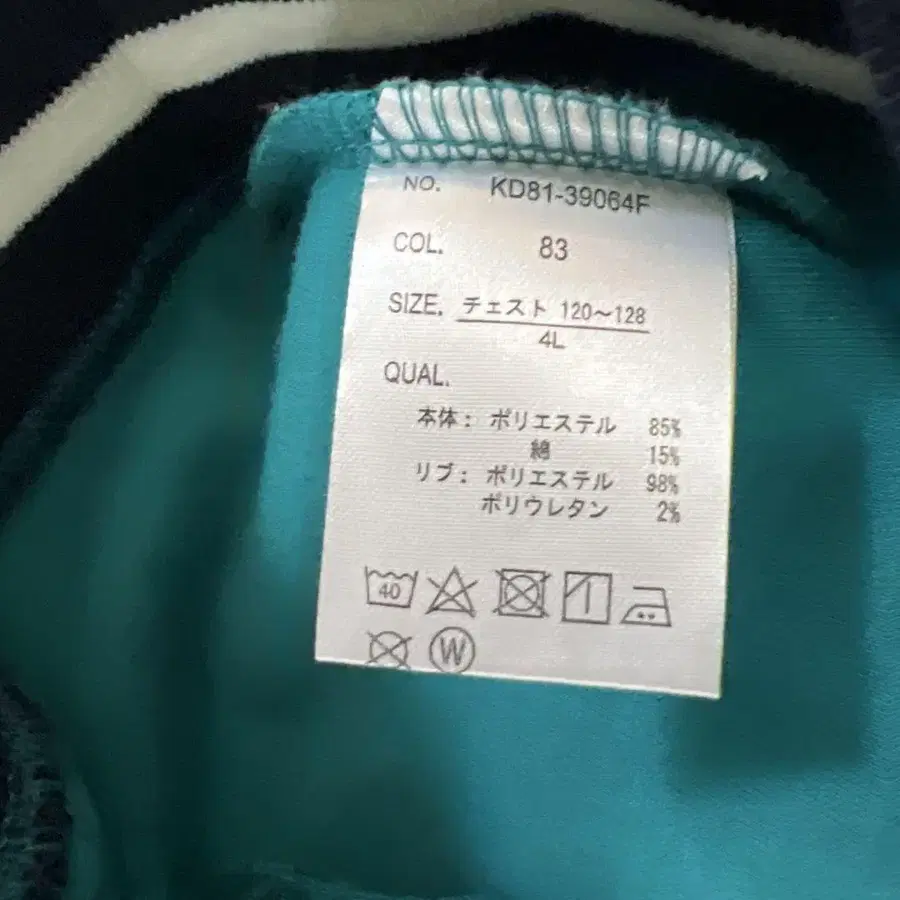 NO. KD81-39064F
COL. 83
SIZE. チェスト 120～128
4L
QUAL.
本体： ポリエステル 85%
綿 15%
リブ： ポリエステル 98%
ポリウレタン 2%
40
W